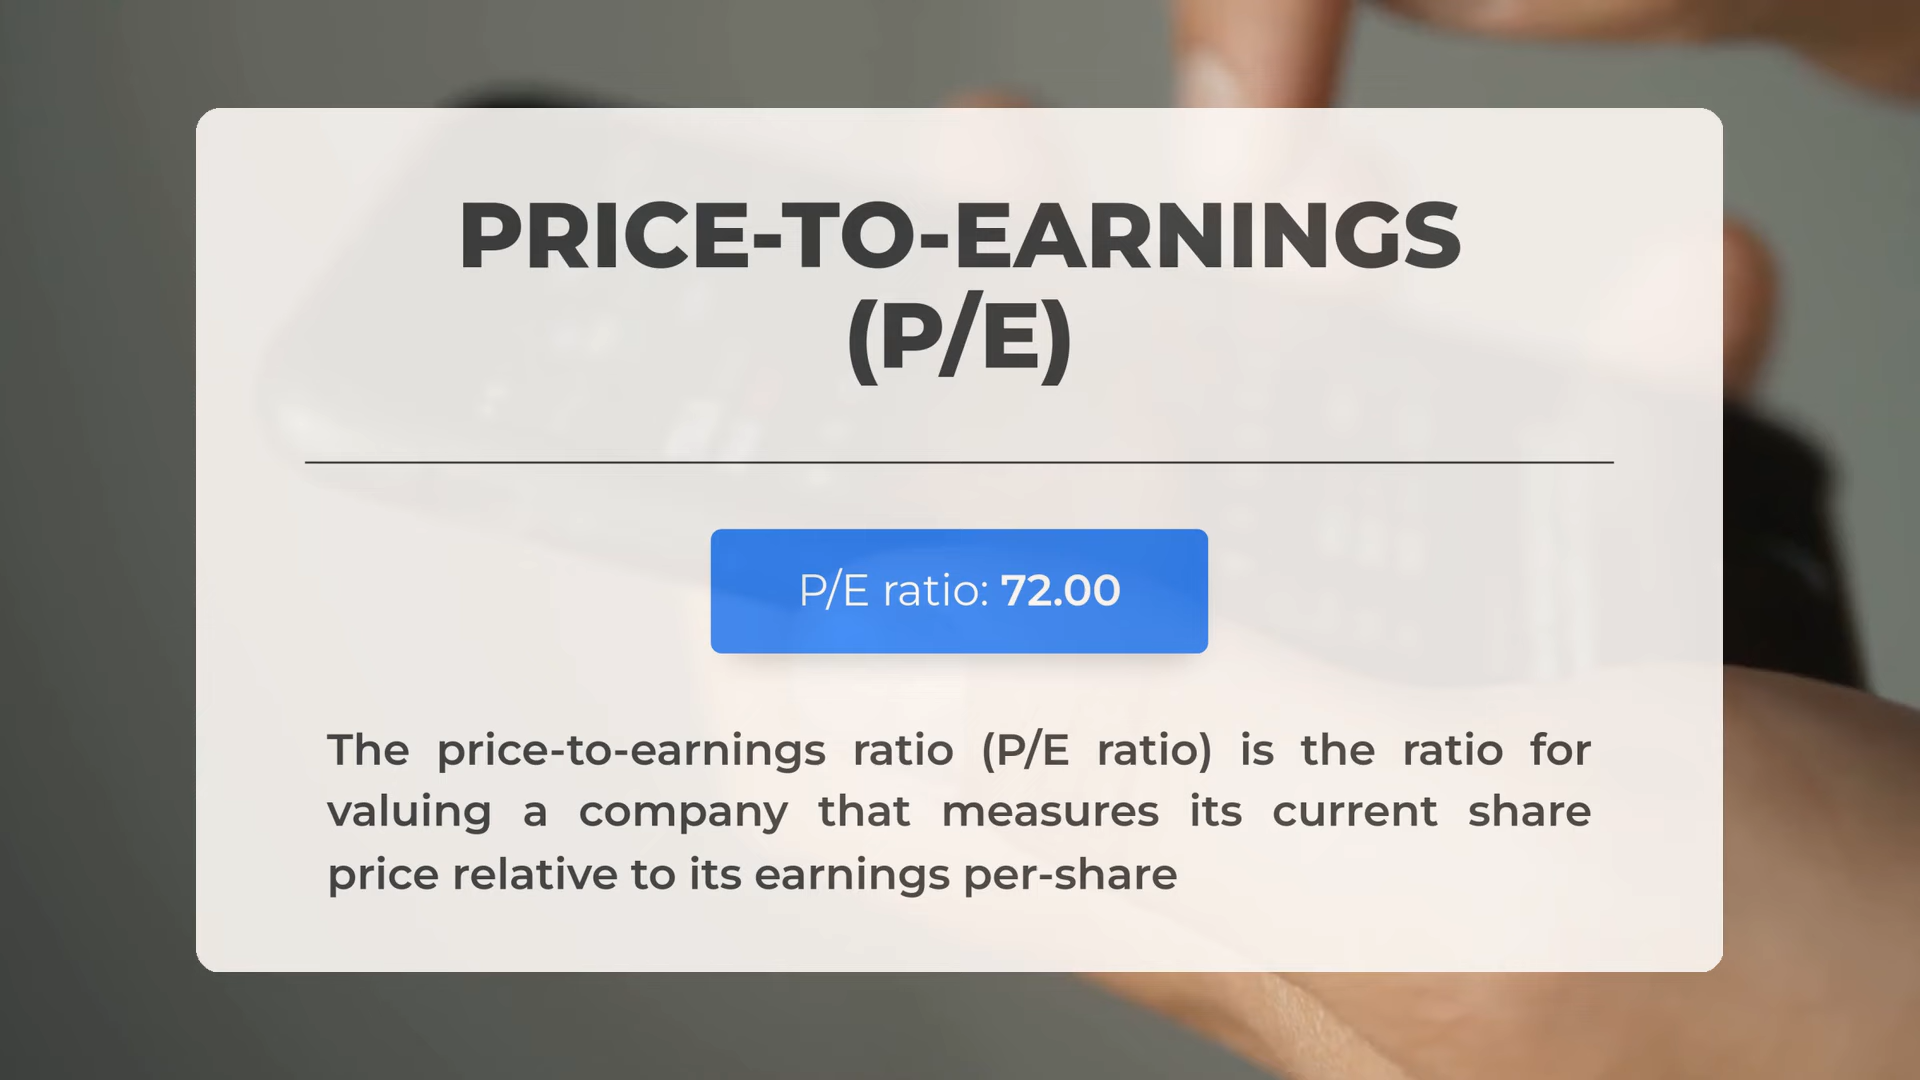 PRICE-TO-EARNINGS
(P/E)
P/E ratio: 72.00
The price-to-earnings ratio (P/E ratio) is the ratio for
valuing a company that measures its current share
price relative to its earnings per-share